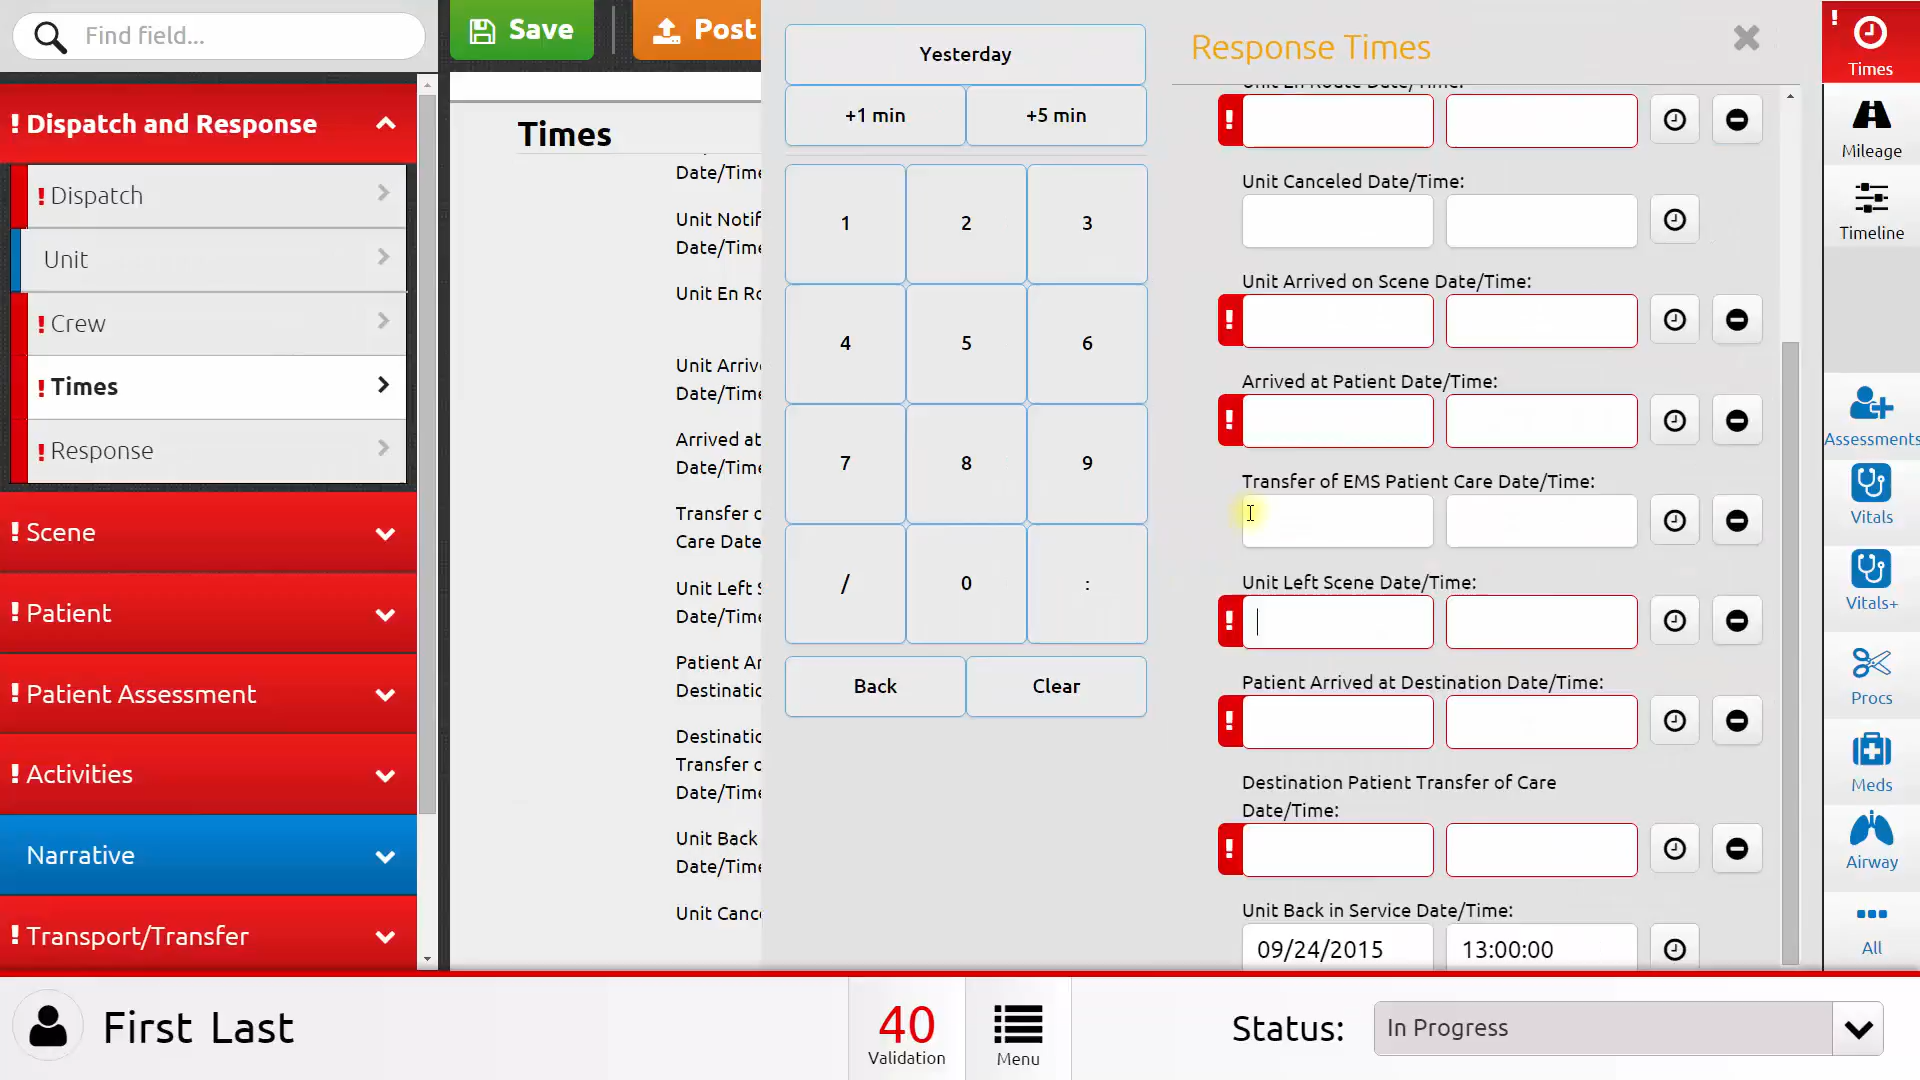 Find field...
Save
Post
! Dispatch and Response
! Dispatch
Unit
! Crew
! Times
! Response
! Scene
! Patient
! Patient Assessment
! Activities
Narrative
! Transport/Transfer
Times
Date/Time
Unit Notif
Date/Time
Unit En Ro
Unit Arriv
Date/Time
Arrived at
Date/Time
Transfer o
Care Date
Unit Left S
Date/Time
Patient Ar
Destinatio
Destinatio
Transfer o
Date/Time
Unit Back
Date/Time
Unit Canc
Yesterday
+1 min
+5 min
1
2
3
4
5
6
7
8
9
/
0
:
Back
Clear
Response Times
Unit En Route Date/Time:
!
Unit Canceled Date/Time:
Unit Arrived on Scene Date/Time:
!
Arrived at Patient Date/Time:
!
Transfer of EMS Patient Care Date/Time:
Unit Left Scene Date/Time:
!
Patient Arrived at Destination Date/Time:
!
Destination Patient Transfer of Care
Date/Time:
!
Unit Back in Service Date/Time:
09/24/2015 13:00:00
!
Times
Mileage
Timeline
Assessments
Vitals
Vitals+
Procs
Meds
Airway
All
First Last
40
Validation
Menu
Status: In Progress